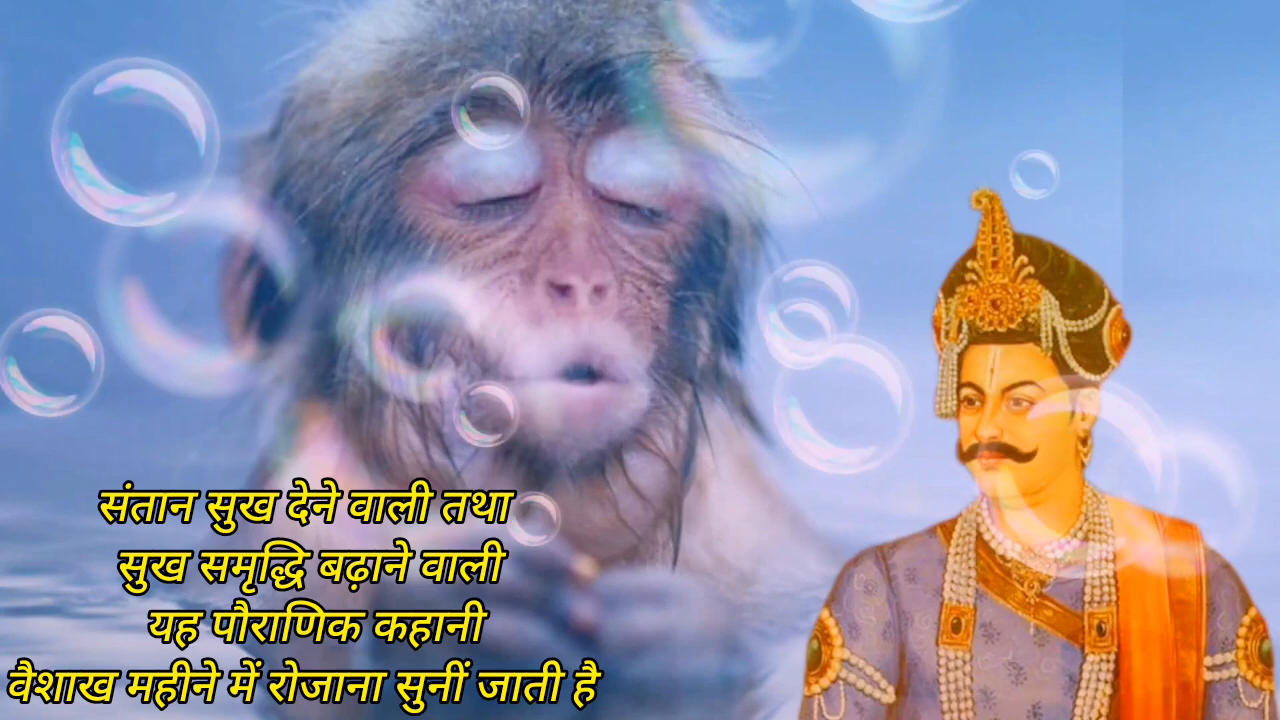 संतान सुख देने वाली तथा
सुख समृद्धि बढ़ाने वाली
यह पौराणिक कहानी
वैशाख महीने में रोजाना सुनीं जाती है